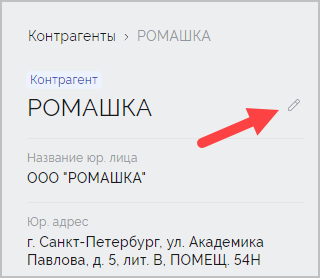 Контрагенты › РОМАШКА
Контрагент
РОМАШКА
Название юр. лица
ООО "РОМАШКА"
Юр. адрес
г. Санкт-Петербург, ул. Академика
Павлова, д. 5, лит. В, ПОМЕЩ. 54Н